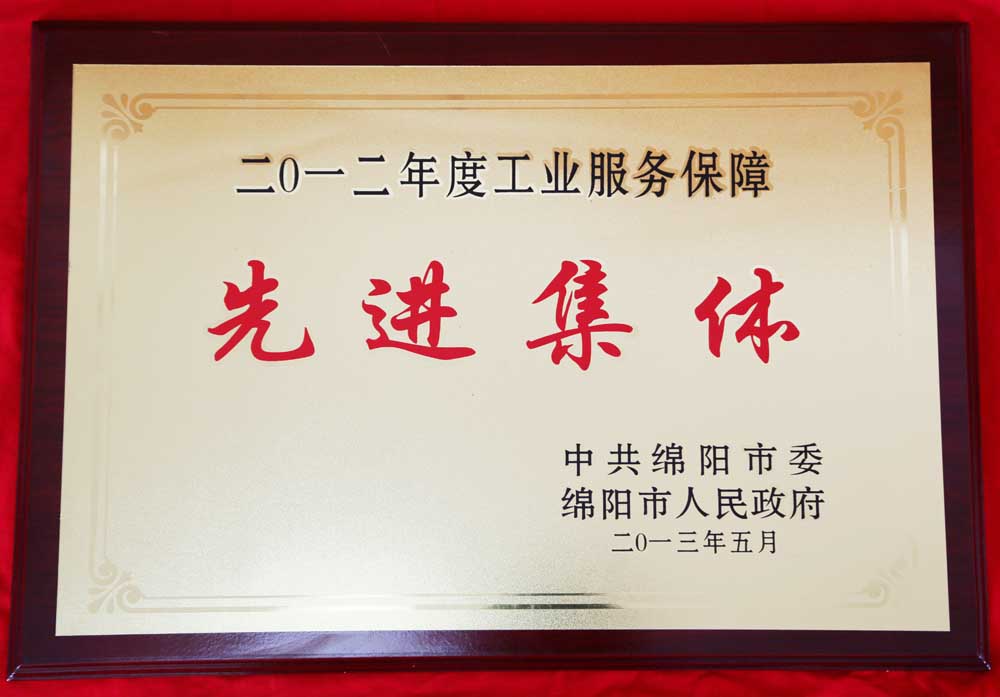 二0一二年度工业服务保障
先进集体
中共绵阳市委
绵阳市人民政府
二0一三年五月